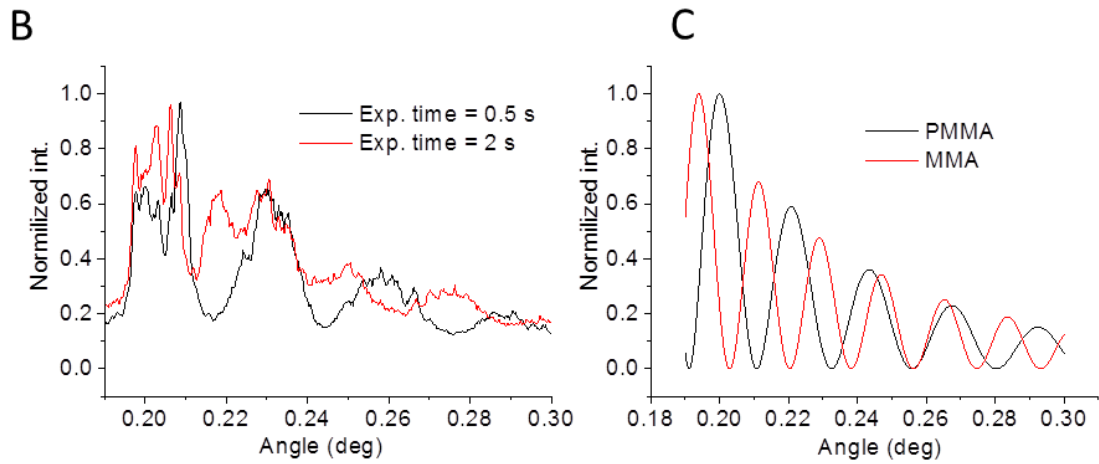 B
C
Normilized int.
1.0
0.8
0.6
0.4
0.2
0.0
Exp. time = 0.5 s
Exp. time = 2 s
0.20 0.22 0.24 0.26 0.28 0.30
Angle (deg)
Normilized int.
1.0
0.8
0.6
0.4
0.2
0.0
PMMA
MMA
0.18 0.20 0.22 0.24 0.26 0.28 0.30
Angle (deg)